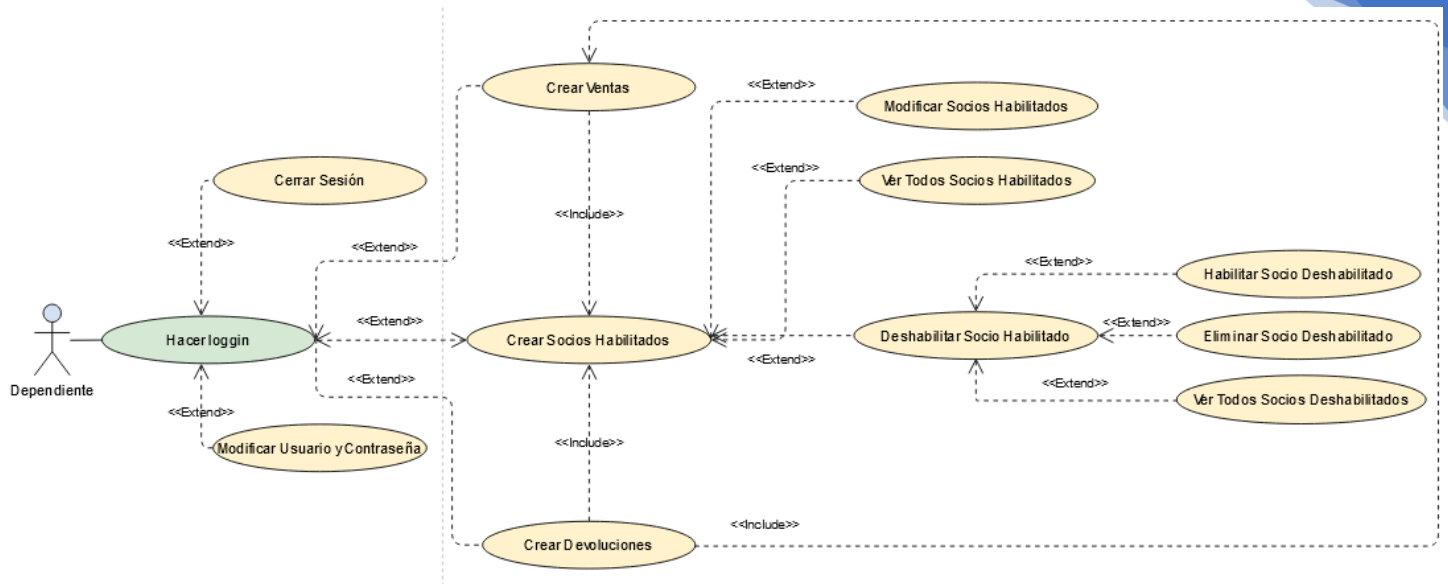 Crear Ventas
<<Extend>>
Modificar Socios Habilitados
<<Extend>>
Cerrar Sesión
Ver Todos Socios Habilitados
<<Include>>
<<Extend>>
<<Extend>>
<<Extend>>
Habilitar Socio Deshabilitado
<<Extend>>
<<Extend>>
Hacer loggin
Crear Socios Habilitados
Deshabilitar Socio Habilitado
Eliminar Socio Deshabilitado
<<Extend>>
Dependiente
<<Extend>>
<<Extend>>
Ver Todos Socios Deshabilitados
<<Extend>>
<<Include>>
Modificar Usuario y Contraseña
<<Include>>
Crear Devoluciones